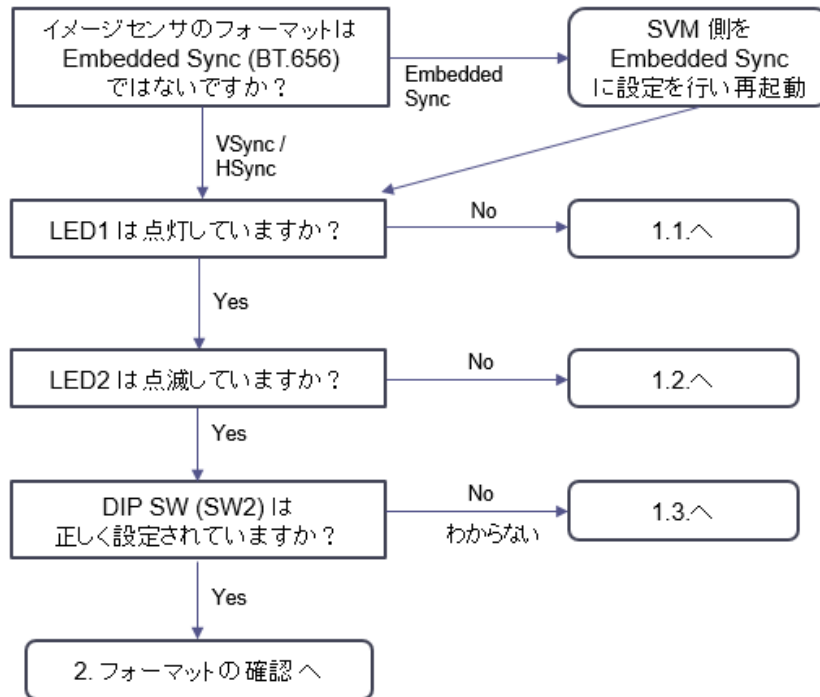 イメージセンサのフォーマットは
Embedded Sync (BT.656)
ではないですか？
Embedded
Sync
SVM 側を
Embedded Sync
に設定を行い再起動
VSync /
HSync
LED1 は点灯していますか？
No
1.1.へ
Yes
LED2 は点滅していますか？
No
1.2.へ
Yes
DIP SW (SW2) は
正しく設定されていますか？
No
わからない
1.3.へ
Yes
2. フォーマットの確認へ